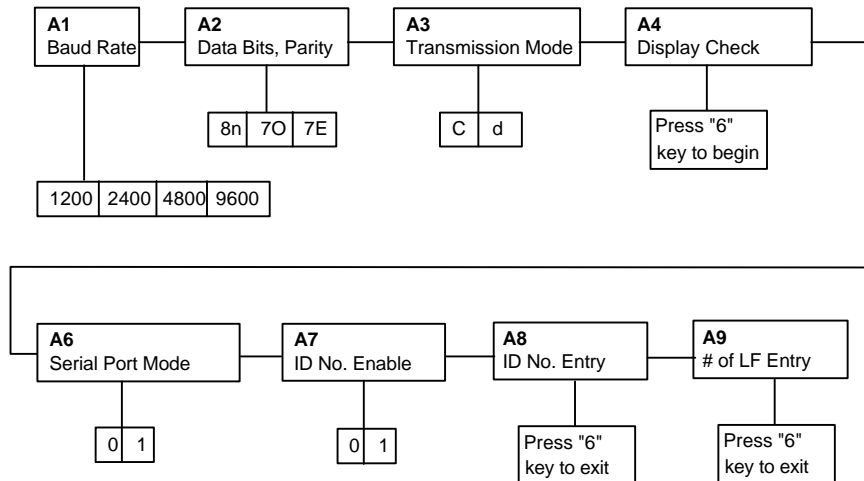 A1
Baud Rate
A2
Data Bits, Parity
A3
Transmission Mode
A4
Display Check
8n 7O 7E
C d
Press "6"
key to begin
1200 2400 4800 9600
A6
Serial Port Mode
A7
ID No. Enable
A8
ID No. Entry
A9
# of LF Entry
0 1
0 1
Press "6"
key to exit
Press "6"
key to exit